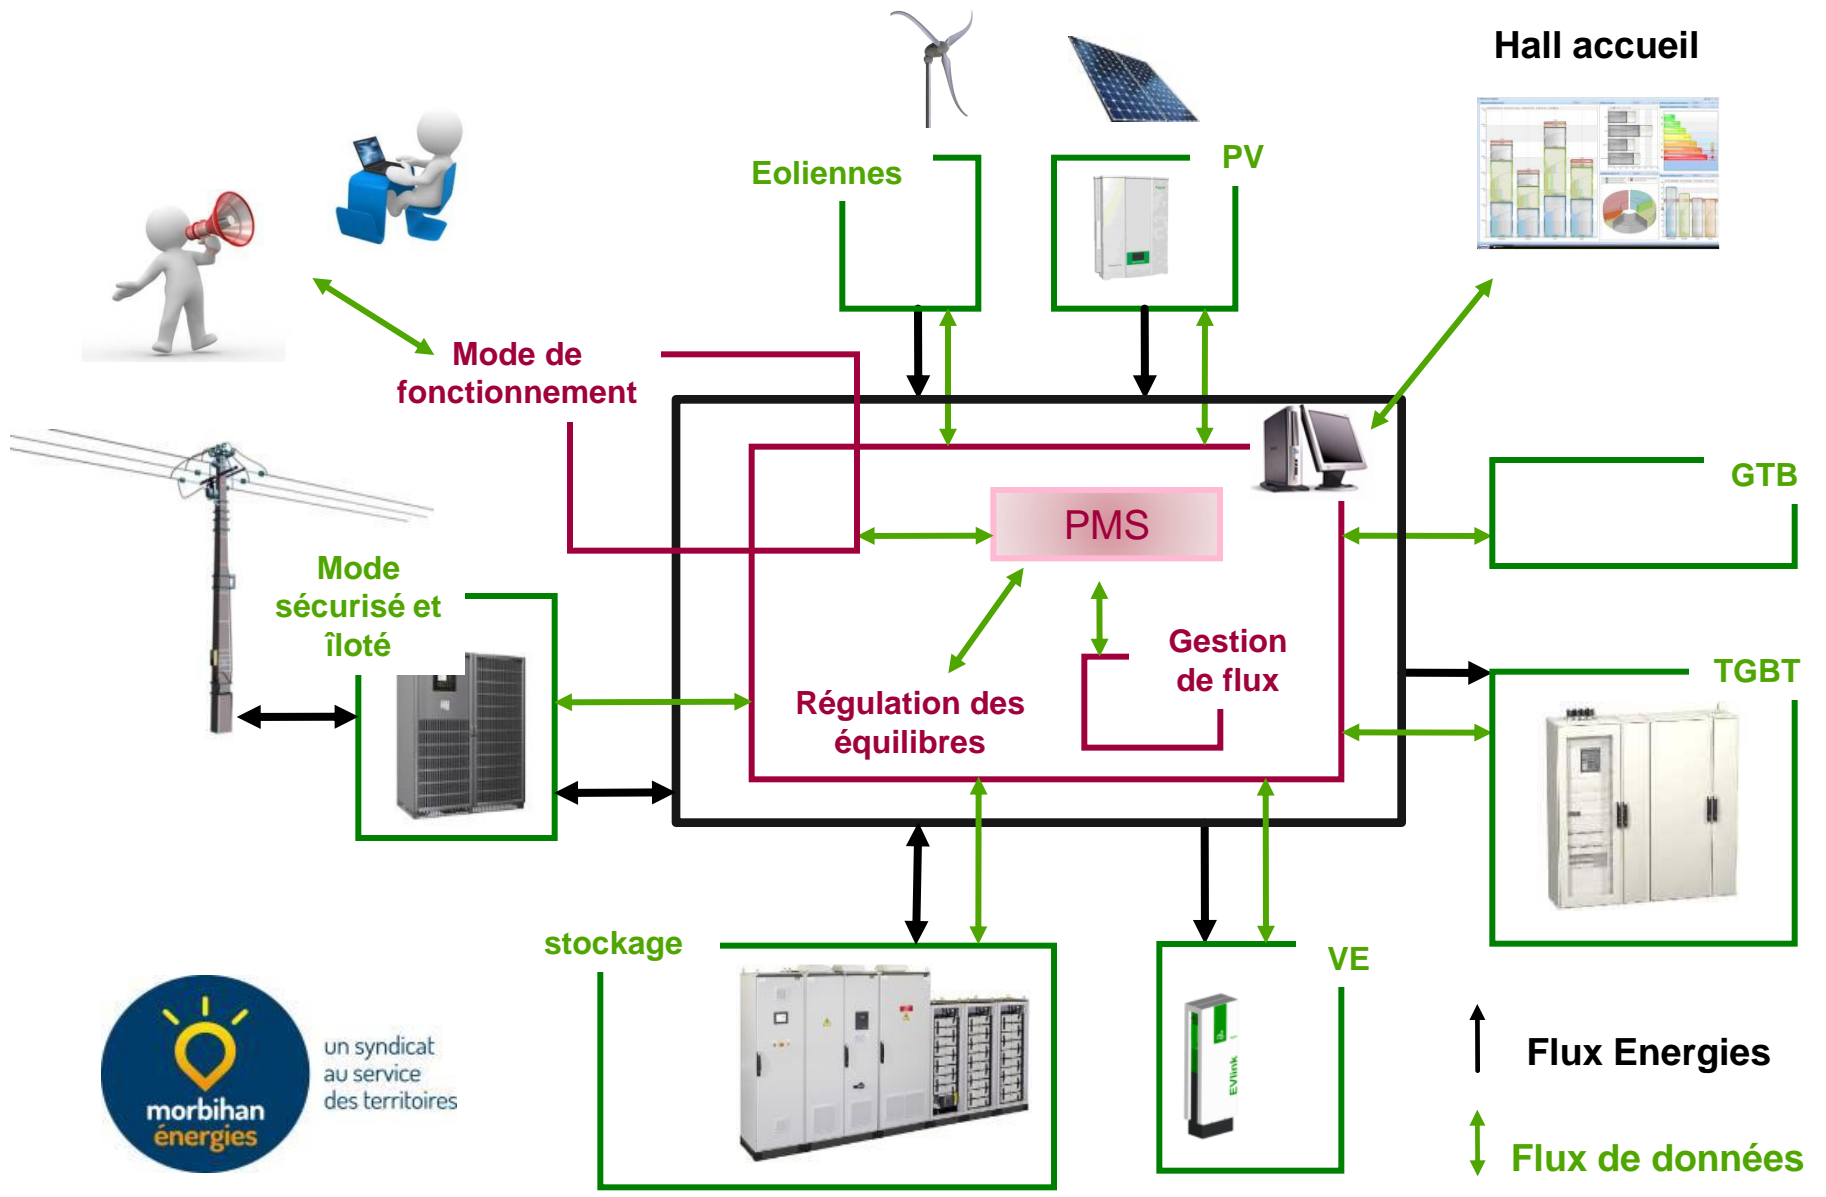 Hall accueil
Eoliennes
PV
Mode de
fonctionnement
GTB
PMS
Mode
sécurisé et
îloté
Gestion
de flux
TGBT
Régulation des
équilibres
stockage
VE
EVlink
morbihan
énergies
un syndicat
au service
des territoires
Flux Energies
Flux de données